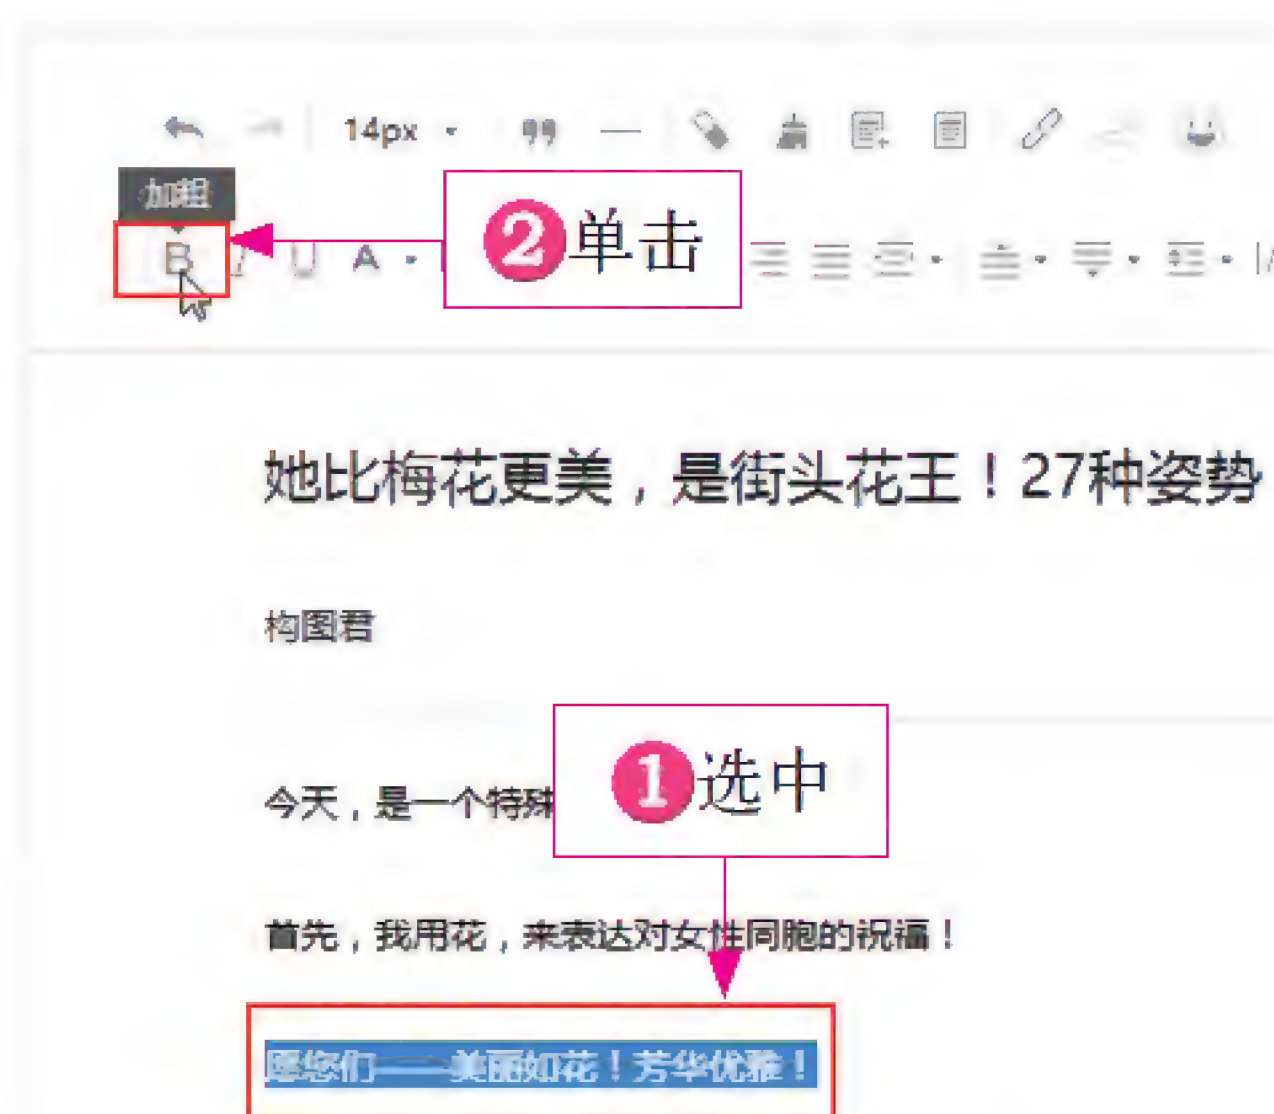 14px
加粗
❷单击
B I U A
她比梅花更美，是街头花王！27种姿势
构图君
❶选中
今天，是一个特殊
首先，我用花，来表达对女性同胞的祝福！
愿您们——美丽如花！芳华优雅！